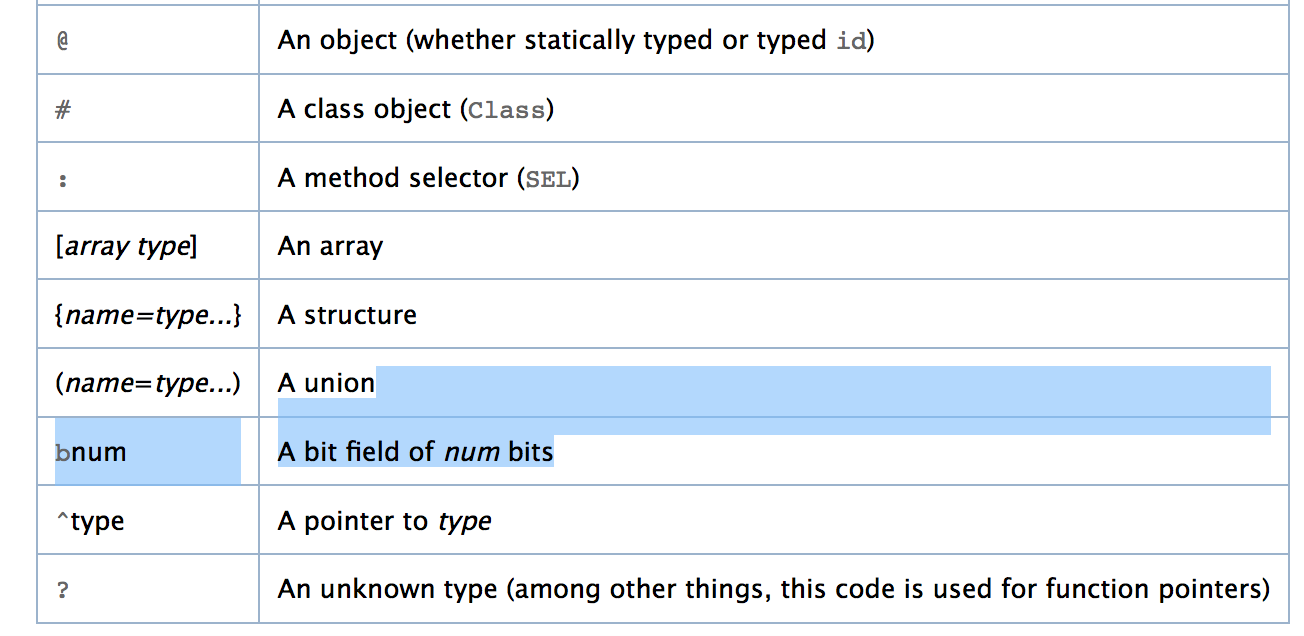 @ An object (whether statically typed or typed id)
# A class object (Class)
: A method selector (SEL)
[array type] An array
{name=type...} A structure
(name=type...) A union
bnum A bit field of num bits
^type A pointer to type
? An unknown type (among other things, this code is used for function pointers)